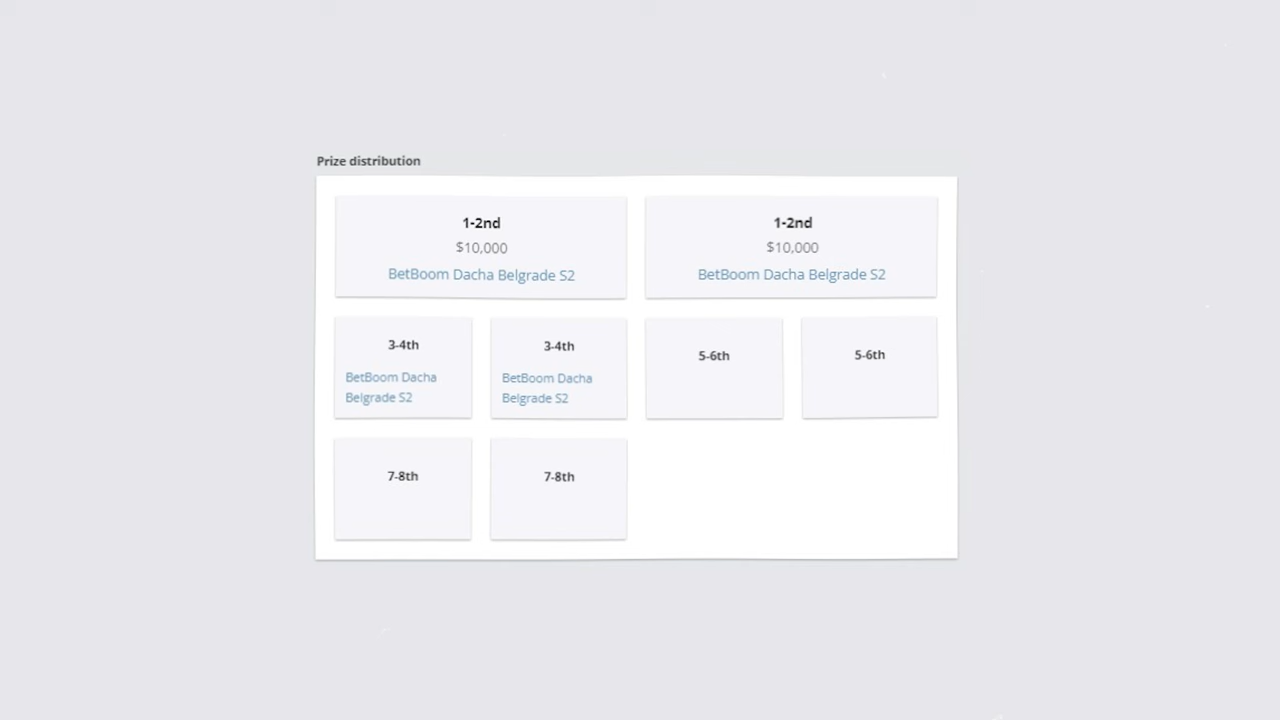 Prize distribution
1-2nd
$10,000
BetBoom Dacha Belgrade S2
1-2nd
$10,000
BetBoom Dacha Belgrade S2
3-4th
BetBoom Dacha
Belgrade S2
3-4th
BetBoom Dacha
Belgrade S2
5-6th
5-6th
7-8th
7-8th